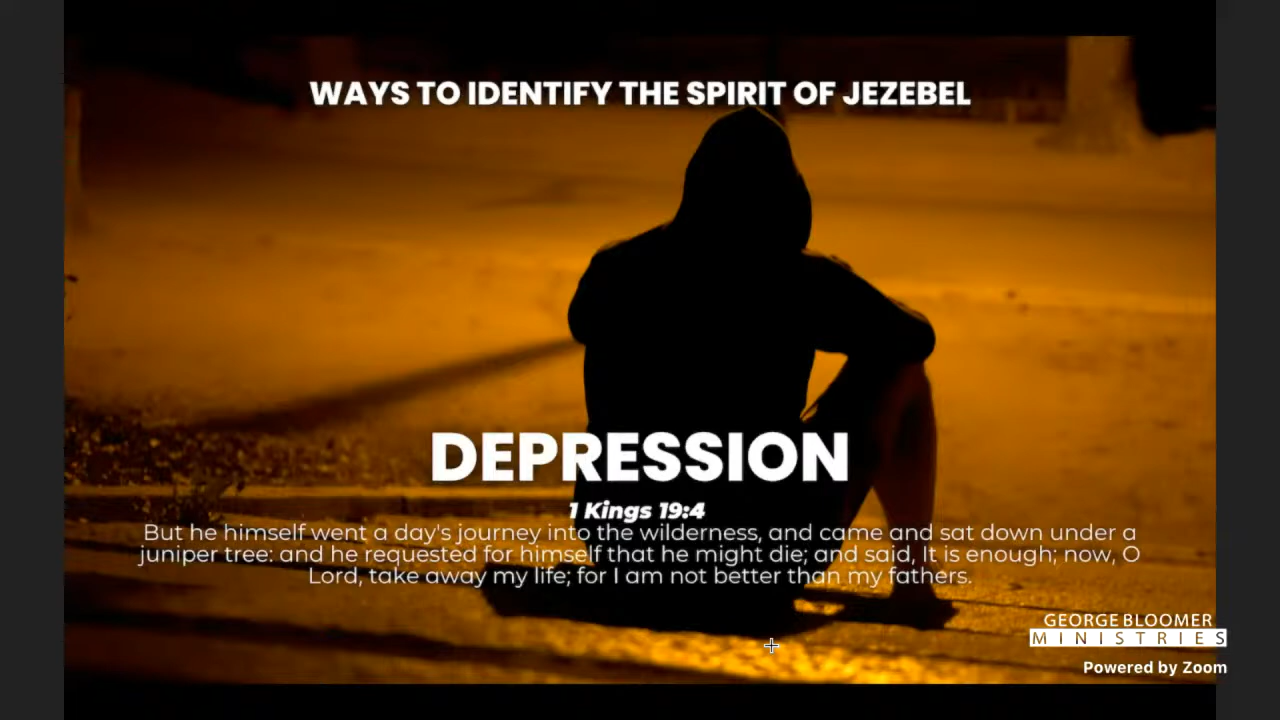 WAYS TO IDENTIFY THE SPIRIT OF JEZEBEL
DEPRESSION
1 Kings 19:4
But he himself went a day's journey into the wilderness, and came and sat down under a
juniper tree: and he requested for himself that he might die; and said, It is enough; now, O
Lord, take away my life; for I am not better than my fathers.
GEORGE BLOOMER
MINISTRIES
Powered by Zoom